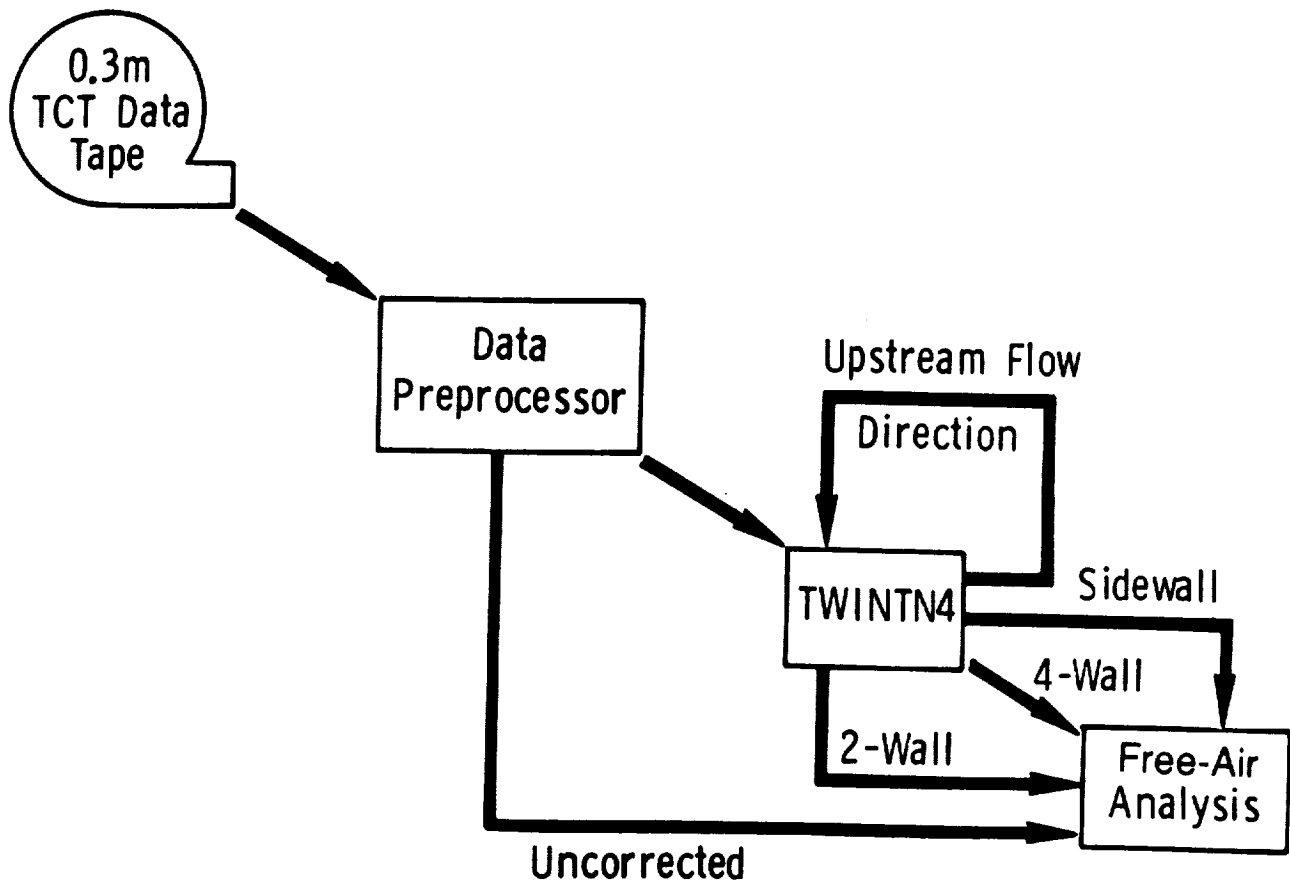 0.3m
TCT Data
Tape
Data
Preprocessor
Upstream Flow
Direction
TWINTN4
Sidewall
4-Wall
2-Wall
Free-Air
Analysis
Uncorrected